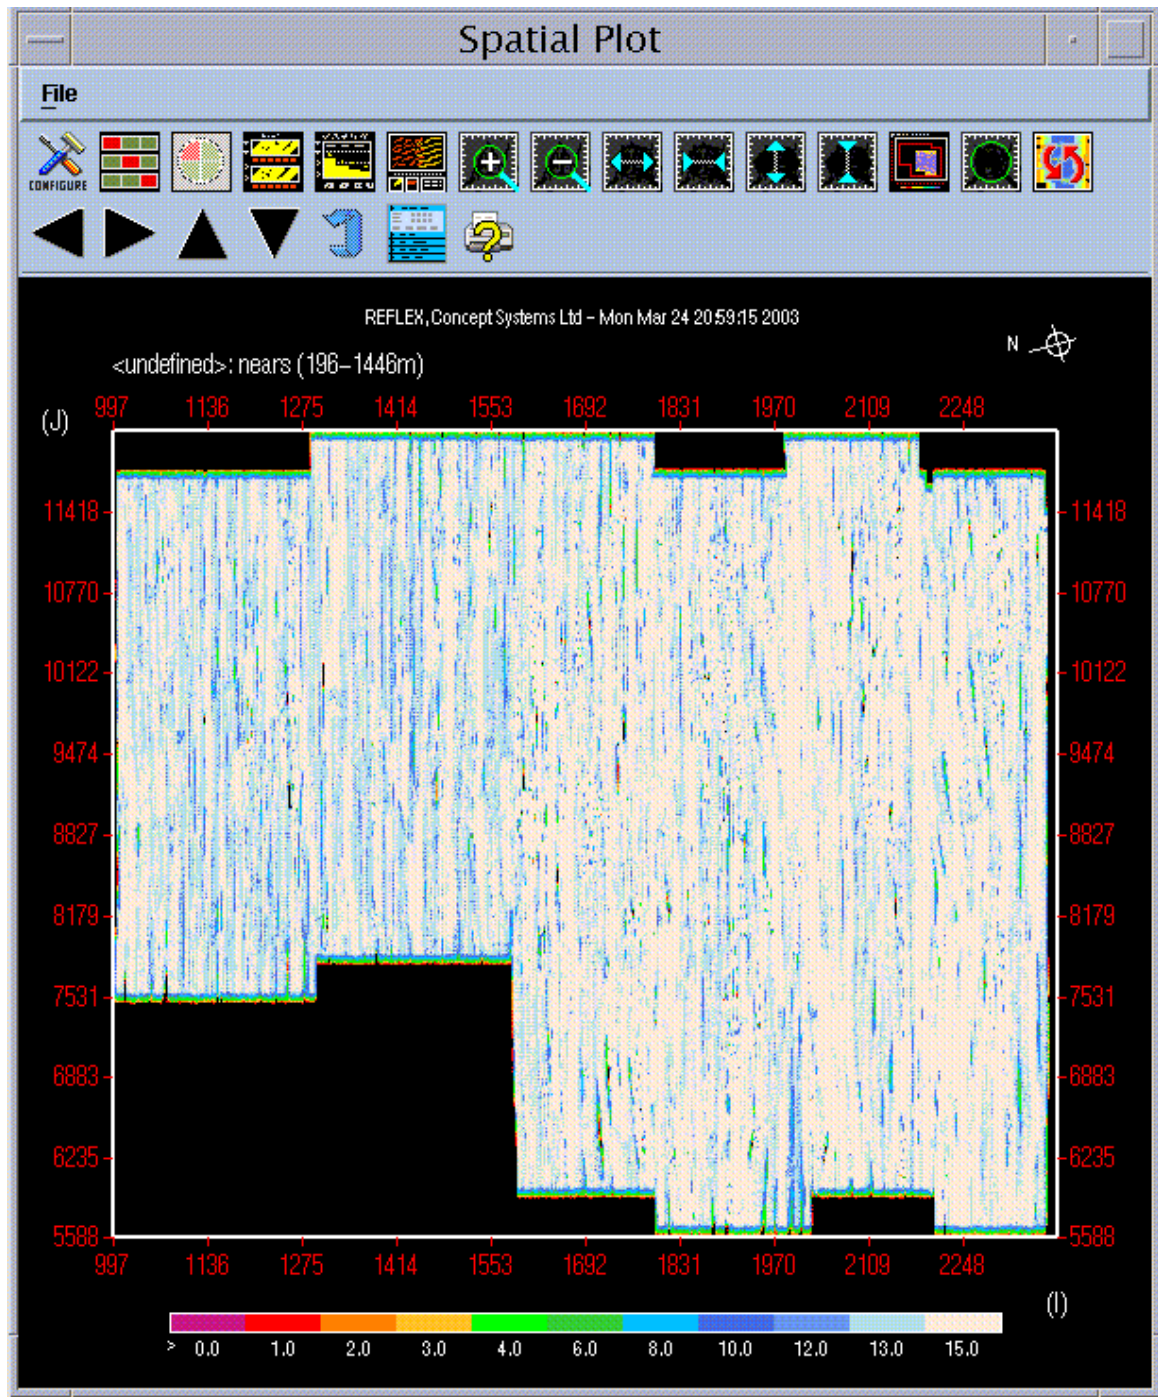 Spatial Plot
File
CONFIGURE
REFLEX, Concept Systems Ltd – Mon Mar 24 20:59:15 2003
N
<undefined>: nears (196–1446m)
(J)
997 1136 1275 1414 1553 1692 1831 1970 2109 2248
11418 11418
10770 10770
10122 10122
9474 9474
8827 8827
8179 8179
7531 7531
6883 6883
6235 6235
5588 5588
997 1136 1275 1414 1553 1692 1831 1970 2109 2248
(I)
> 0.0 1.0 2.0 3.0 4.0 6.0 8.0 10.0 12.0 13.0 15.0